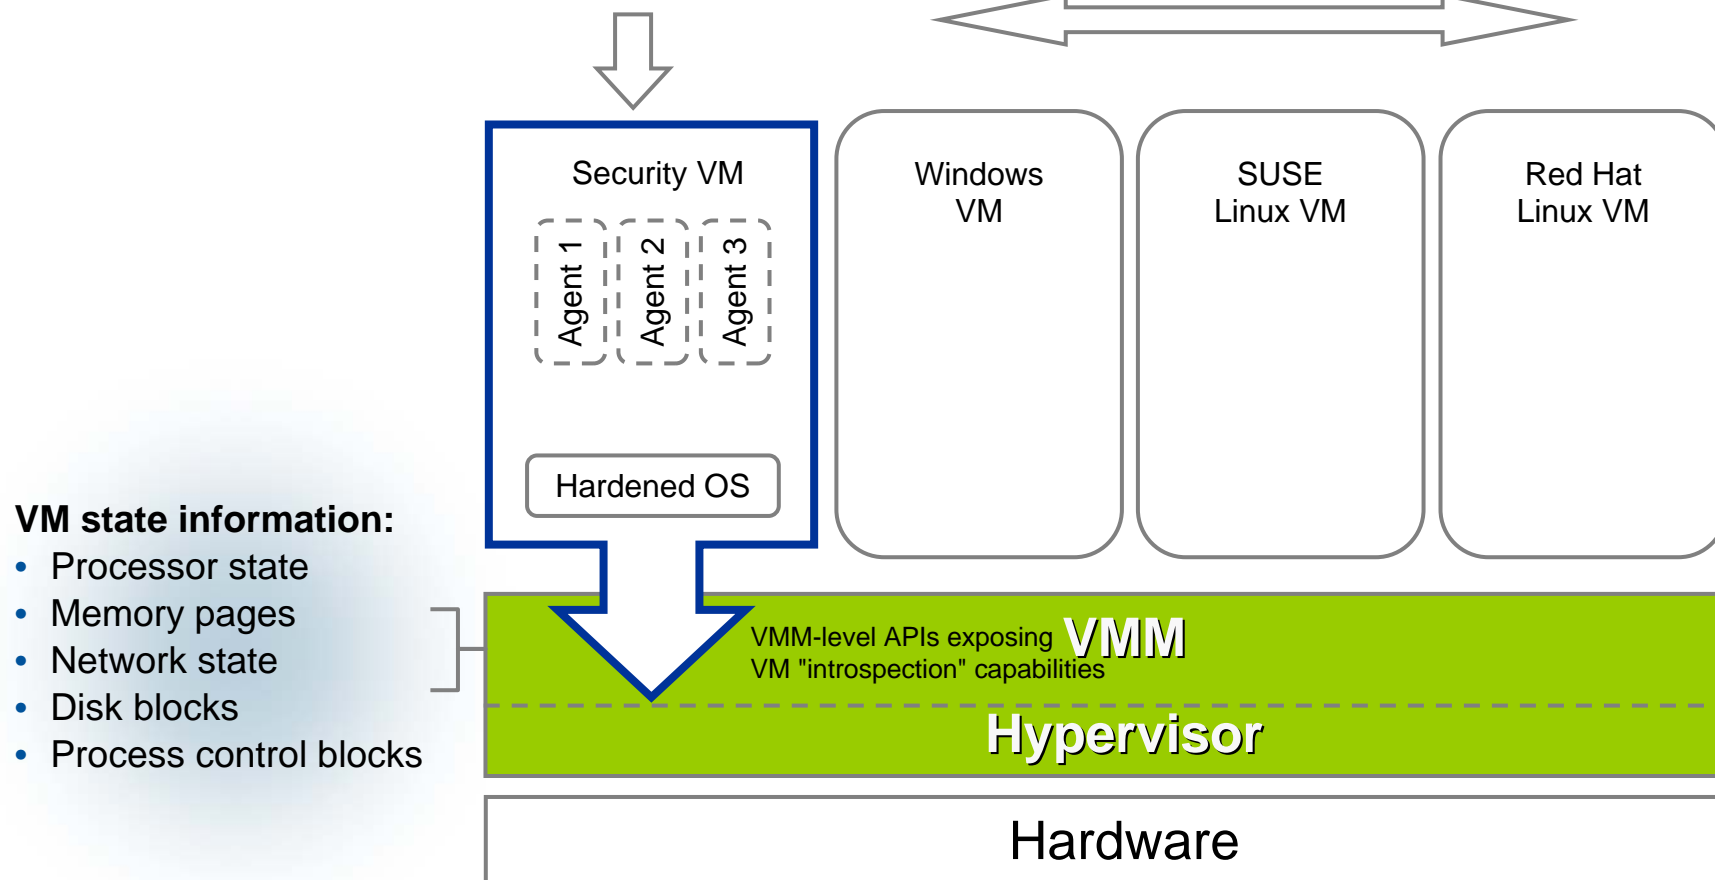 Security VM
Agent 1
Agent 2
Agent 3
Hardened OS
Windows
VM
SUSE
Linux VM
Red Hat
Linux VM
VM state information:
• Processor state
• Memory pages
• Network state
• Disk blocks
• Process control blocks
VMM-level APIs exposing
VM "introspection" capabilities
VMM
Hypervisor
Hardware